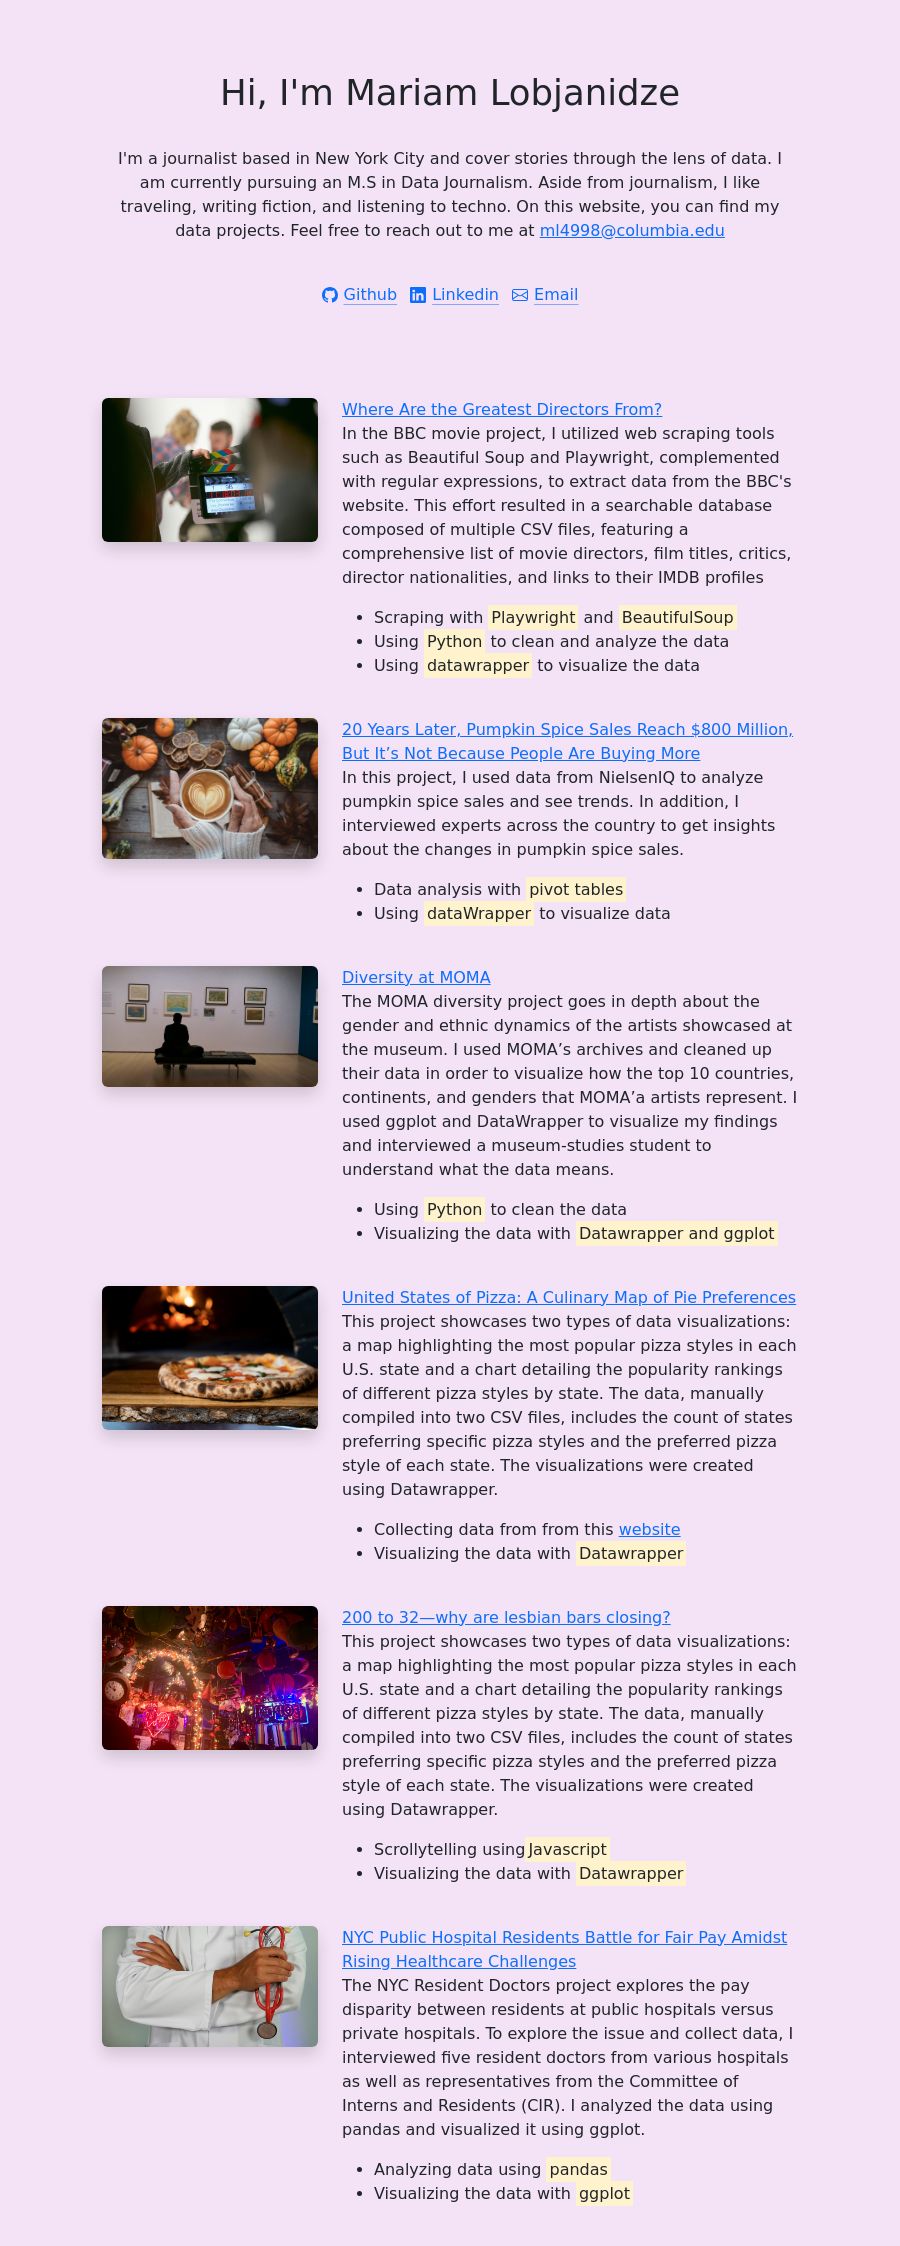 Hi, I'm Mariam Lobjanidze
I'm a journalist based in New York City and cover stories through the lens of data. I
am currently pursuing an M.S in Data Journalism. Aside from journalism, I like
traveling, writing fiction, and listening to techno. On this website, you can find my
data projects. Feel free to reach out to me at ml4998@columbia.edu
Github Linkedin Email
Where Are the Greatest Directors From?
In the BBC movie project, I utilized web scraping tools
such as Beautiful Soup and Playwright, complemented
with regular expressions, to extract data from the BBC's
website. This effort resulted in a searchable database
composed of multiple CSV files, featuring a
comprehensive list of movie directors, film titles, critics,
director nationalities, and links to their IMDB profiles
• Scraping with Playwright and BeautifulSoup
• Using Python to clean and analyze the data
• Using datawrapper to visualize the data
20 Years Later, Pumpkin Spice Sales Reach $800 Million,
But It’s Not Because People Are Buying More
In this project, I used data from NielsenIQ to analyze
pumpkin spice sales and see trends. In addition, I
interviewed experts across the country to get insights
about the changes in pumpkin spice sales.
• Data analysis with pivot tables
• Using dataWrapper to visualize data
Diversity at MOMA
The MOMA diversity project goes in depth about the
gender and ethnic dynamics of the artists showcased at
the museum. I used MOMA’s archives and cleaned up
their data in order to visualize how the top 10 countries,
continents, and genders that MOMA’a artists represent. I
used ggplot and DataWrapper to visualize my findings
and interviewed a museum-studies student to
understand what the data means.
• Using Python to clean the data
• Visualizing the data with Datawrapper and ggplot
United States of Pizza: A Culinary Map of Pie Preferences
This project showcases two types of data visualizations:
a map highlighting the most popular pizza styles in each
U.S. state and a chart detailing the popularity rankings
of different pizza styles by state. The data, manually
compiled into two CSV files, includes the count of states
preferring specific pizza styles and the preferred pizza
style of each state. The visualizations were created
using Datawrapper.
• Collecting data from from this website
• Visualizing the data with Datawrapper
200 to 32—why are lesbian bars closing?
This project showcases two types of data visualizations:
a map highlighting the most popular pizza styles in each
U.S. state and a chart detailing the popularity rankings
of different pizza styles by state. The data, manually
compiled into two CSV files, includes the count of states
preferring specific pizza styles and the preferred pizza
style of each state. The visualizations were created
using Datawrapper.
• Scrollytelling using Javascript
• Visualizing the data with Datawrapper
NYC Public Hospital Residents Battle for Fair Pay Amidst
Rising Healthcare Challenges
The NYC Resident Doctors project explores the pay
disparity between residents at public hospitals versus
private hospitals. To explore the issue and collect data, I
interviewed five resident doctors from various hospitals
as well as representatives from the Committee of
Interns and Residents (CIR). I analyzed the data using
pandas and visualized it using ggplot.
• Analyzing data using pandas
• Visualizing the data with ggplot